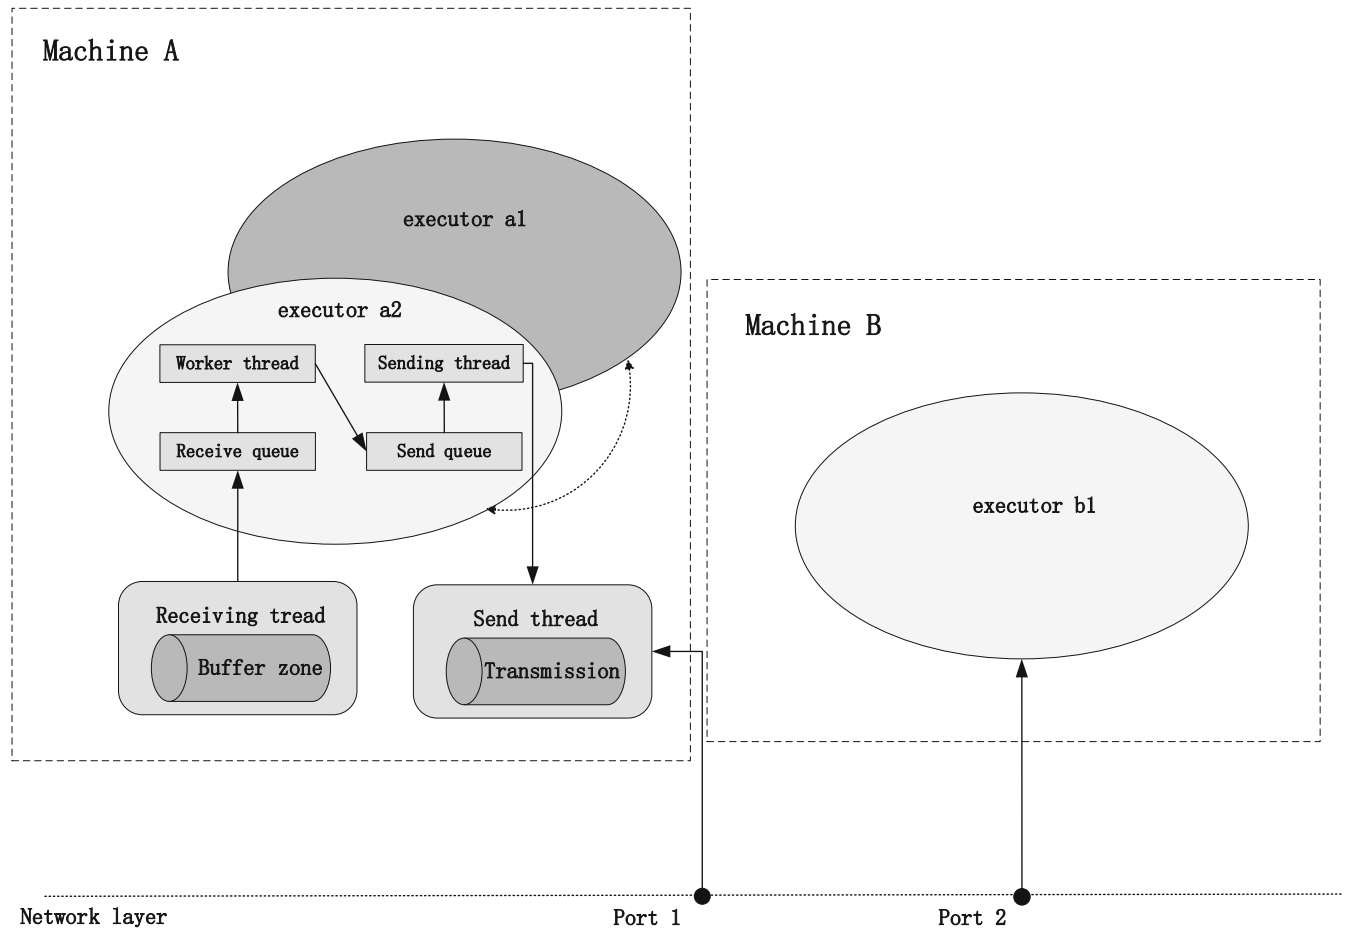 Machine A
executor a1
executor a2
Worker thread
Sending thread
Receive queue
Send queue
Receiving tread
Buffer zone
Send thread
Transmission
Machine B
executor b1
Network layer
Port 1
Port 2